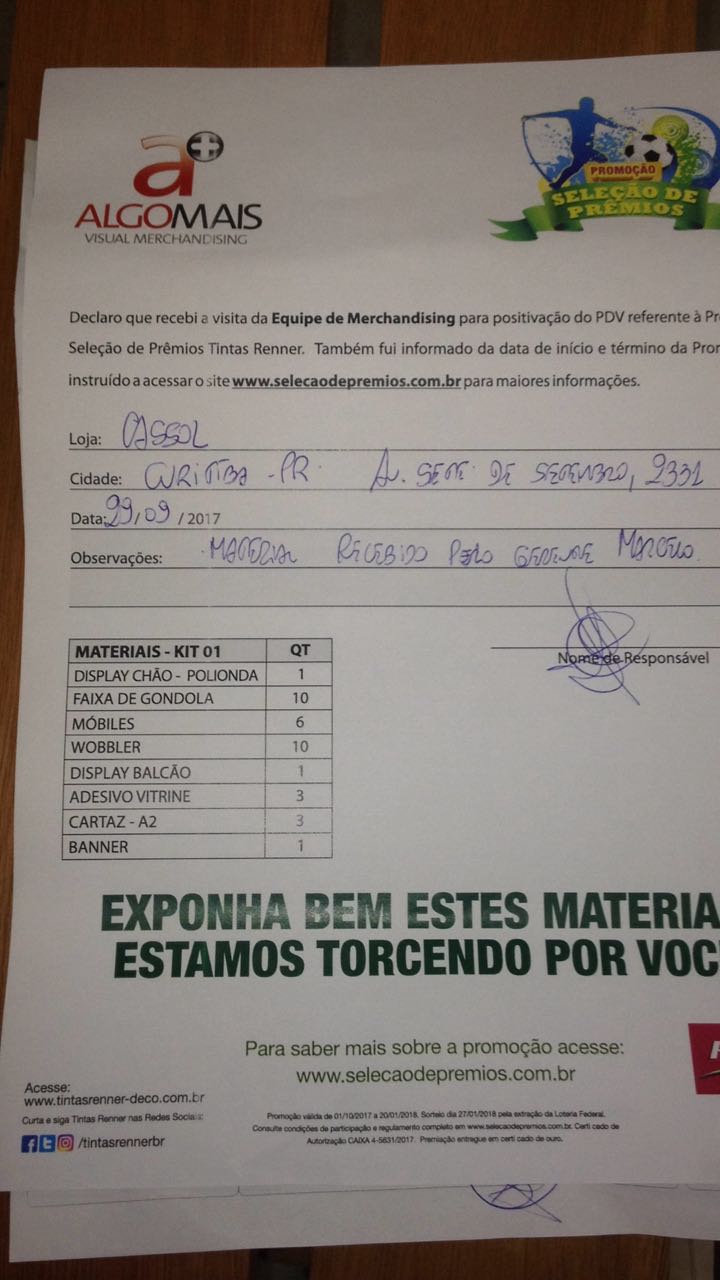 a+
ALGOMAIS
VISUAL MERCHANDISING
PROMOÇÃO
SELEÇÃO DE
PRÊMIOS
Declaro que recebi a visita da Equipe de Merchandising para positivação do PDV referente à Pr
Seleção de Prêmios Tintas Renner. Também fui informado da data de início e término da Pror
instruído a acessar o site www.selecaodepremios.com.br para maiores informações.
Loja: CASSOL
Cidade: CURITIBA - PR AV. SETE DE SETEMBRO, 2331
Data: 29/09/2017
Observações: MATERIAL RECEBIDO PELO GERENTE MARCELO.
Nome de Responsável
MATERIAIS - KIT 01 QT
DISPLAY CHÃO - POLIONDA 1
FAIXA DE GONDOLA 10
MÓBILES 6
WOBBLER 10
DISPLAY BALCÃO 1
ADESIVO VITRINE 3
CARTAZ - A2 3
BANNER 1
EXPONHA BEM ESTES MATERIA
ESTAMOS TORCENDO POR VOC
Para saber mais sobre a promoção acesse:
www.selecaodepremios.com.br
Acesse:
www.tintasrenner-deco.com.br
Curta e siga Tintas Renner nas Redes Sociais:
/tintasrennerbr
Promoção válida de 01/10/2017 a 20/01/2018. Sorteio dia 27/01/2018 pela extração da Loteria Federal.
Consulte condições de participação e regulamento completo em www.selecaodepremios.com.br. Certi cado de
Autorização CAIXA 4-5831/2017. Premiação entregue em certi cado de ouro.